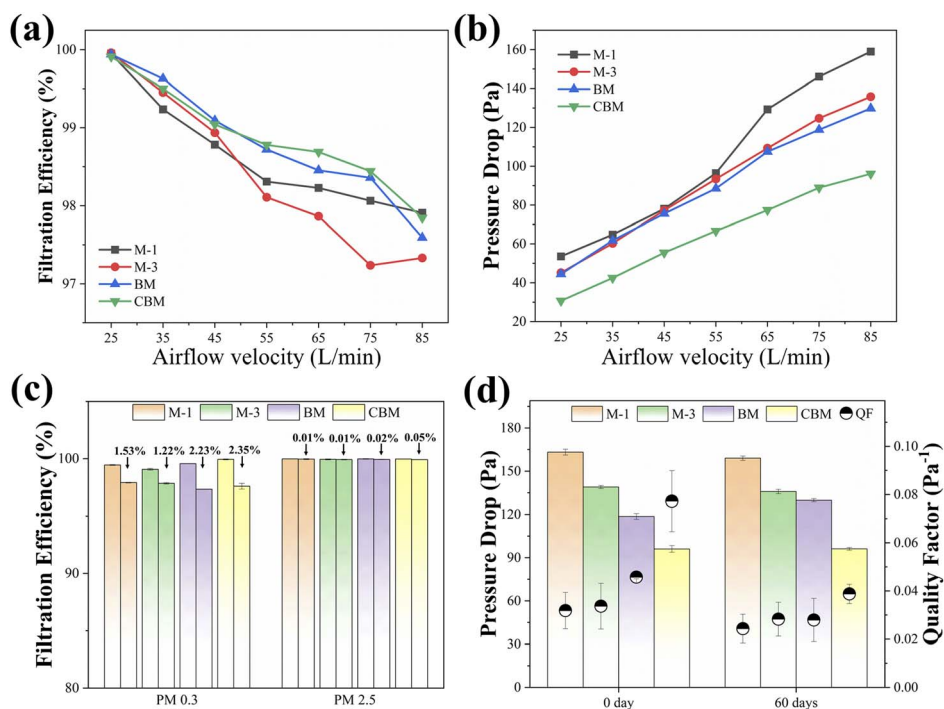 (a)
Filtration Efficiency (%)
100
99
98
97
M-1
M-3
BM
CBM
25 35 45 55 65 75 85
Airflow velocity (L/min)
(b)
Pressure Drop (Pa)
160
140
120
100
80
60
40
20
M-1
M-3
BM
CBM
25 35 45 55 65 75 85
Airflow velocity (L/min)
(c)
Filtration Efficiency (%)
M-1 M-3 BM CBM
100
90
80
1.53% 1.22% 2.23% 2.35%
0.01% 0.01% 0.02% 0.05%
PM 0.3 PM 2.5
(d)
Pressure Drop (Pa)
M-1 M-3 BM CBM QF
180
150
120
90
60
30
0
0 day 60 days
0.10
0.08
0.06
0.04
0.02
0.00
Quality Factor (Pa⁻¹)